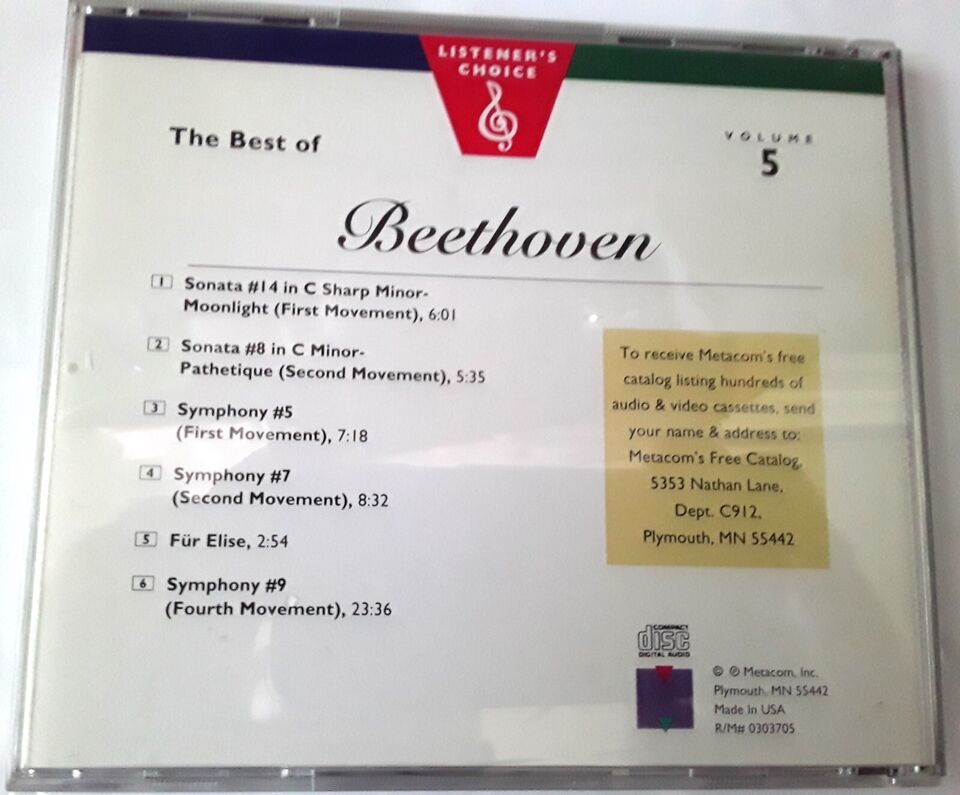 LISTENER'S
CHOICE
The Best of
VOLUME
5
Beethoven
1 Sonata #14 in C Sharp Minor-
Moonlight (First Movement), 6:01
2 Sonata #8 in C Minor-
Pathetique (Second Movement), 5:35
3 Symphony #5
(First Movement), 7:18
4 Symphony #7
(Second Movement), 8:32
5 Für Elise, 2:54
6 Symphony #9
(Fourth Movement), 23:36
To receive Metacom's free
catalog listing hundreds of
audio & video cassettes, send
your name & address to:
Metacom's Free Catalog,
5353 Nathan Lane,
Dept. C912,
Plymouth, MN 55442
COMPACT
disc
DIGITAL AUDIO
© ℗ Metacom, Inc.
Plymouth, MN 55442
Made in USA
R/M# 0303705